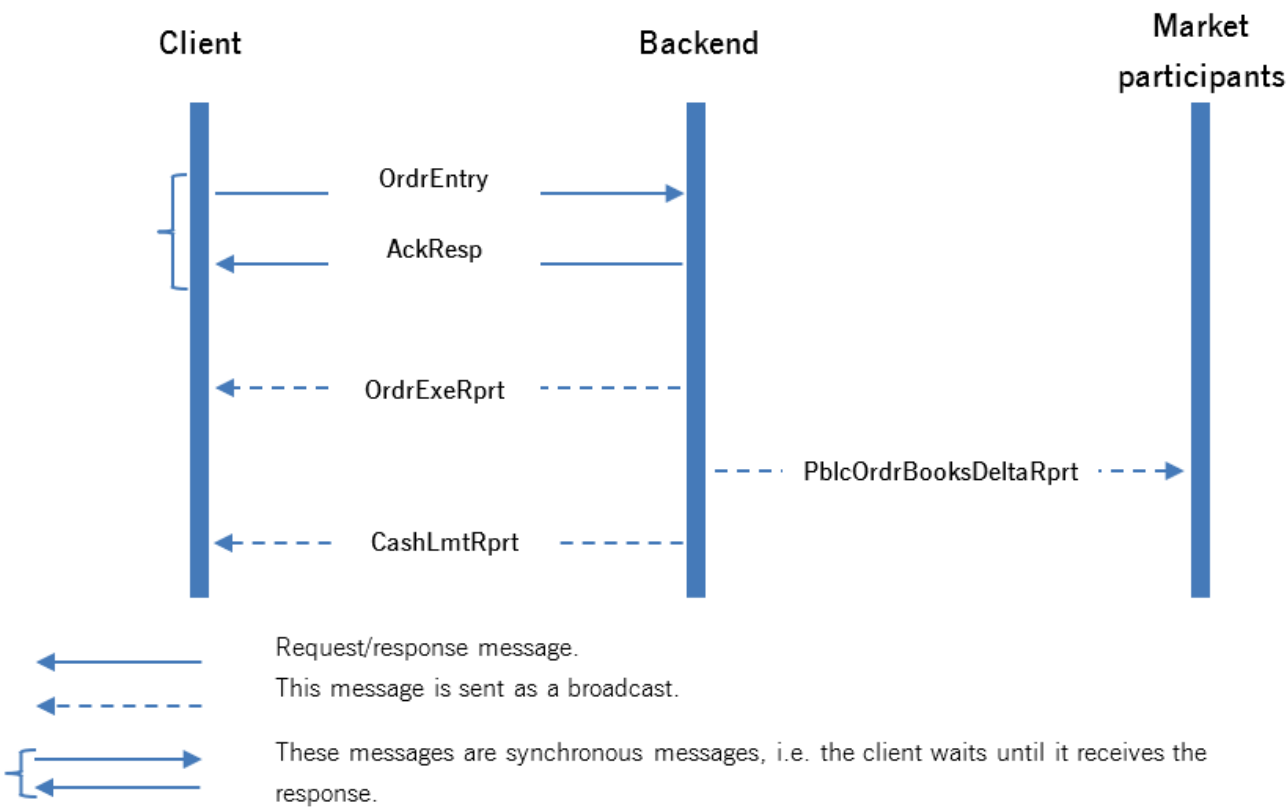 Client
Backend
Market
participants
OrdrEntry
AckResp
OrdrExeRprt
PblcOrdrBooksDeltaRprt
CashLmtRprt
Request/response message.
This message is sent as a broadcast.
These messages are synchronous messages, i.e. the client waits until it receives the
response.